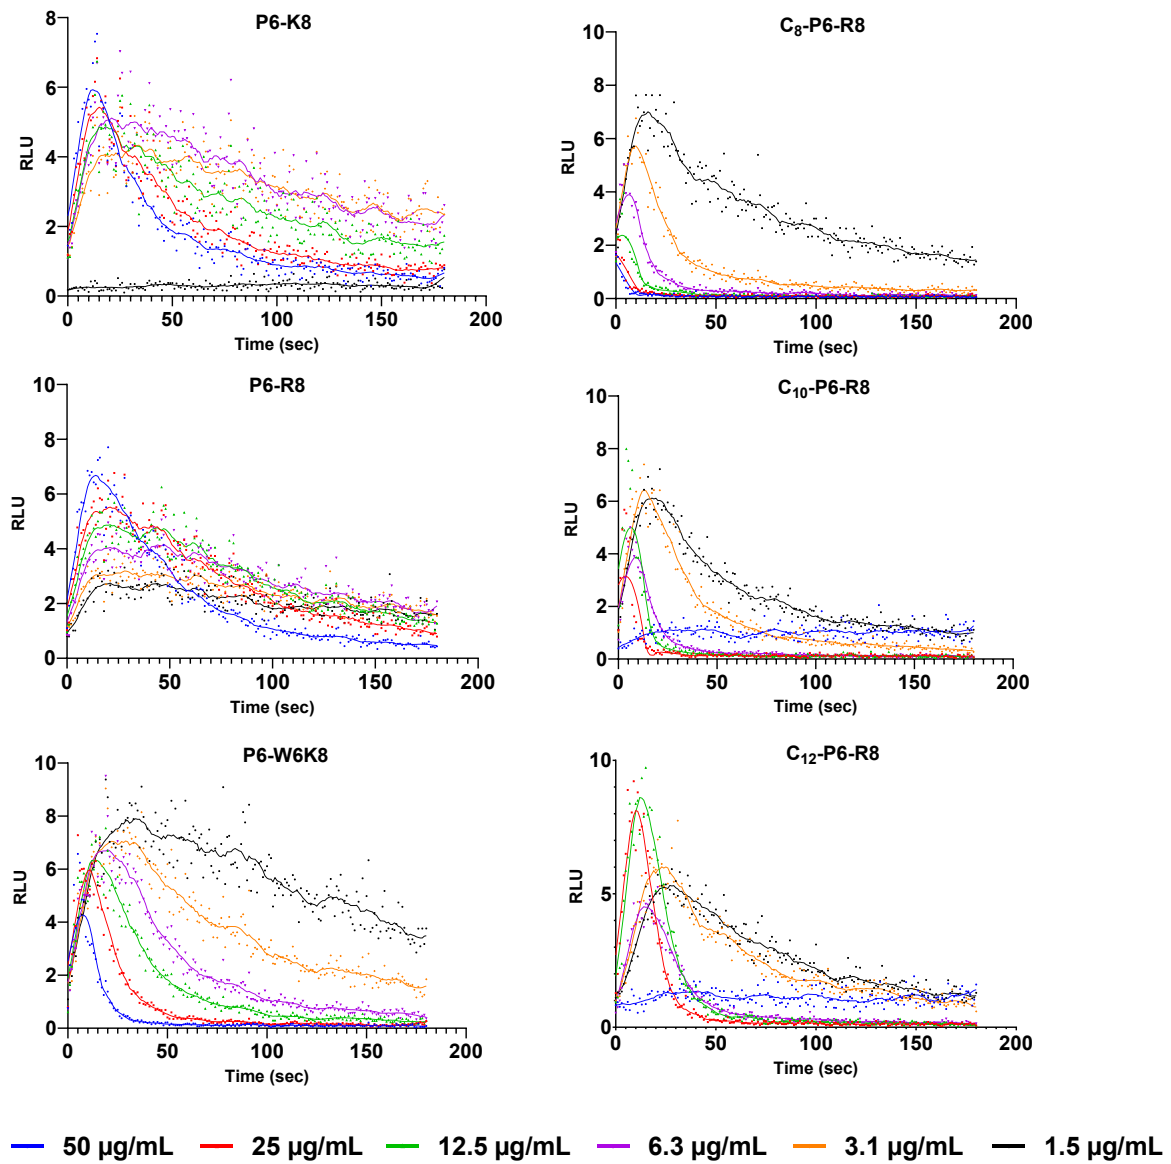 P6-K8
8
6
4
2
0
RLU
0 50 100 150 200
Time (sec)
C₈-P6-R8
10
8
6
4
2
0
RLU
0 50 100 150 200
Time (sec)
P6-R8
10
8
6
4
2
0
RLU
0 50 100 150 200
Time (sec)
C₁₀-P6-R8
10
8
6
4
2
0
RLU
0 50 100 150 200
Time (sec)
P6-W6K8
10
8
6
4
2
0
RLU
0 50 100 150 200
Time (sec)
C₁₂-P6-R8
10
5
0
RLU
0 50 100 150 200
Time (sec)
50 µg/mL 25 µg/mL 12.5 µg/mL 6.3 µg/mL 3.1 µg/mL 1.5 µg/mL